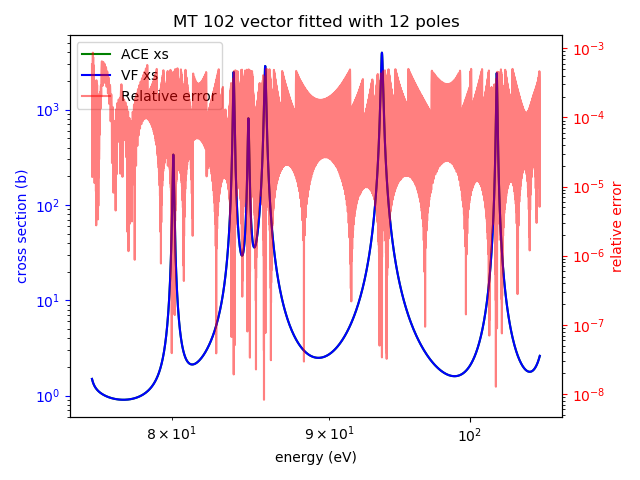 MT 102 vector fitted with 12 poles
ACE xs
VF xs
Relative error
10³
10²
10¹
10⁰
cross section (b)
10⁻³
10⁻⁴
10⁻⁵
10⁻⁶
10⁻⁷
10⁻⁸
relative error
8 × 10¹
9 × 10¹
10²
energy (eV)